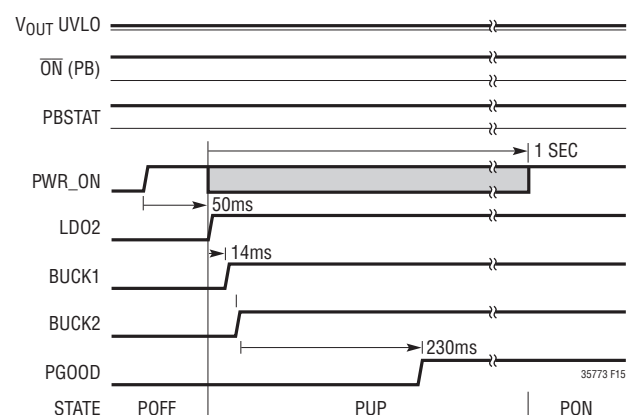 VOUT UVLO
ON (PB)
PBSTAT
1 SEC
PWR_ON
50ms
LDO2
14ms
BUCK1
BUCK2
230ms
PGOOD
35773 F15
STATE POFF PUP PON